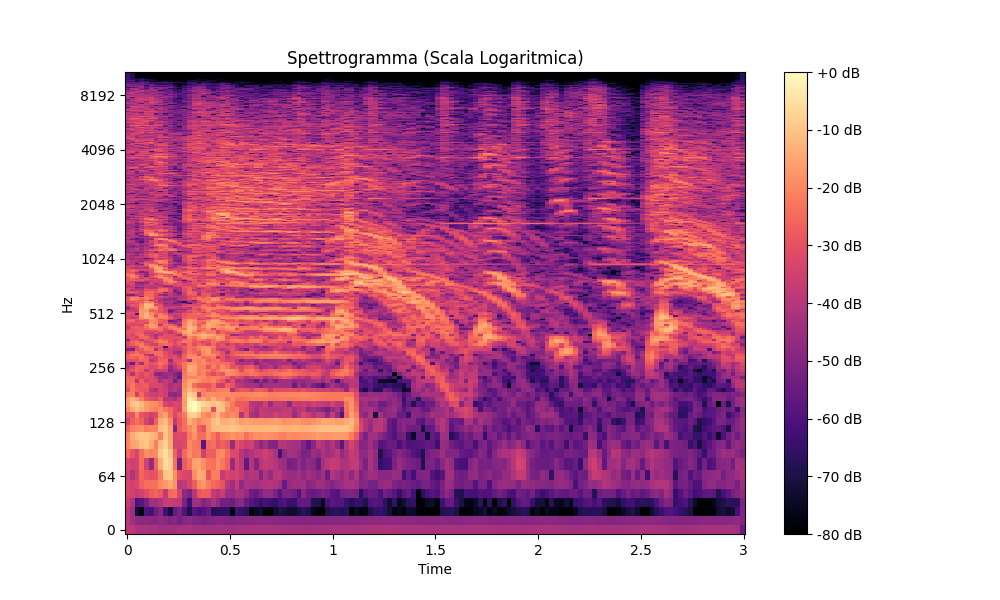 Spettrogramma (Scala Logaritmica)
Hz
8192
4096
2048
1024
512
256
128
64
0
0 0.5 1 1.5 2 2.5 3
Time
+0 dB
-10 dB
-20 dB
-30 dB
-40 dB
-50 dB
-60 dB
-70 dB
-80 dB